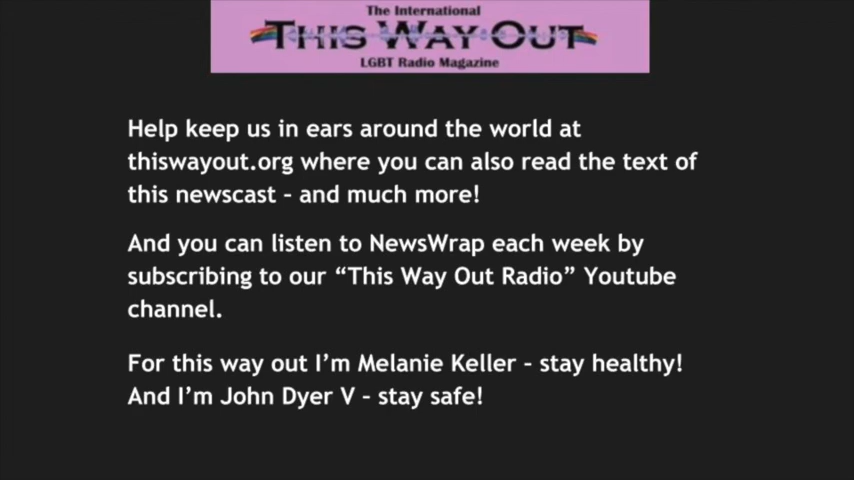 The International
THIS WAY OUT
LGBT Radio Magazine
Help keep us in ears around the world at
thiswayout.org where you can also read the text of
this newscast – and much more!
And you can listen to NewsWrap each week by
subscribing to our “This Way Out Radio” Youtube
channel.
For this way out I’m Melanie Keller – stay healthy!
And I’m John Dyer V – stay safe!